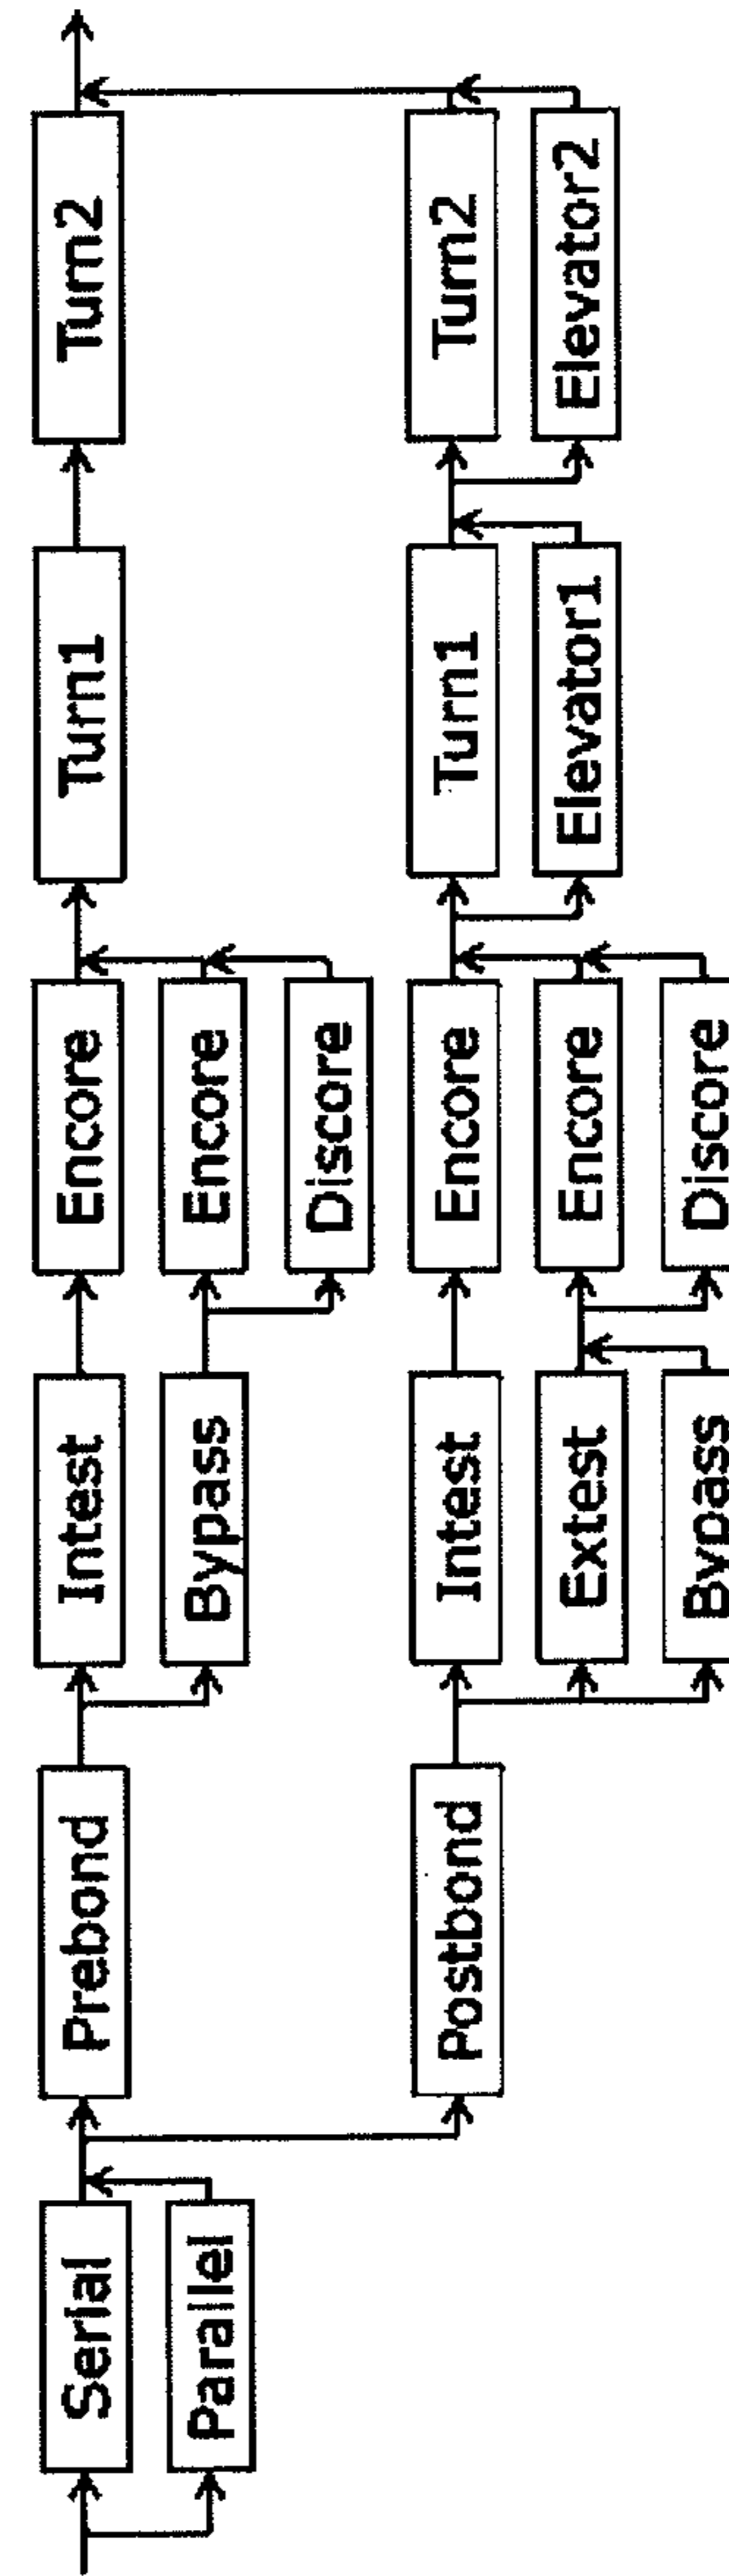 Serial
Parallel
Prebond
Postbond
Intest
Bypass
Intest
Extest
Bypass
Encore
Encore
Discore
Encore
Encore
Discore
Turn1
Turn1
Elevator1
Turn2
Turn2
Elevator2